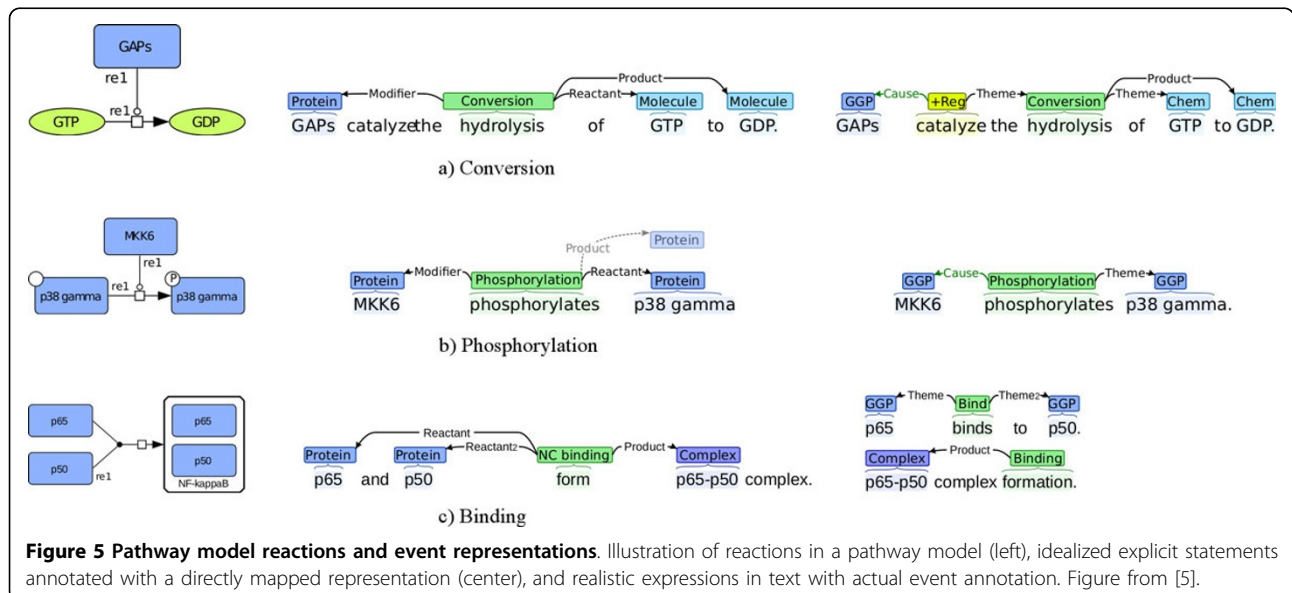 GAPs
re1
re1
GTP
GDP
Product
Modifier
Reactant
Protein
Conversion
Molecule
Molecule
GAPs catalyzethe hydrolysis of GTP to GDP.
Product
Cause
Theme
Theme
GGP
+Reg
Conversion
Chem
Chem
GAPs catalyze the hydrolysis of GTP to GDP.
a) Conversion
MKK6
re1
re1
P
p38 gamma
p38 gamma
Protein
Product
Modifier
Reactant
Protein
Phosphorylation
Protein
MKK6 phosphorylates p38 gamma
Cause
Theme
GGP
Phosphorylation
GGP
MKK6 phosphorylates p38 gamma.
b) Phosphorylation
p65
p50
re1
p65
p50
NF-kappaB
Reactant
Reactant2
Product
Protein
Protein
NC binding
Complex
p65 and p50 form p65-p50 complex.
Theme
Theme2
GGP
Bind
GGP
p65 binds to p50.
Product
Complex
Binding
p65-p50 complex formation.
c) Binding
Figure 5 Pathway model reactions and event representations. Illustration of reactions in a pathway model (left), idealized explicit statements
annotated with a directly mapped representation (center), and realistic expressions in text with actual event annotation. Figure from [5].